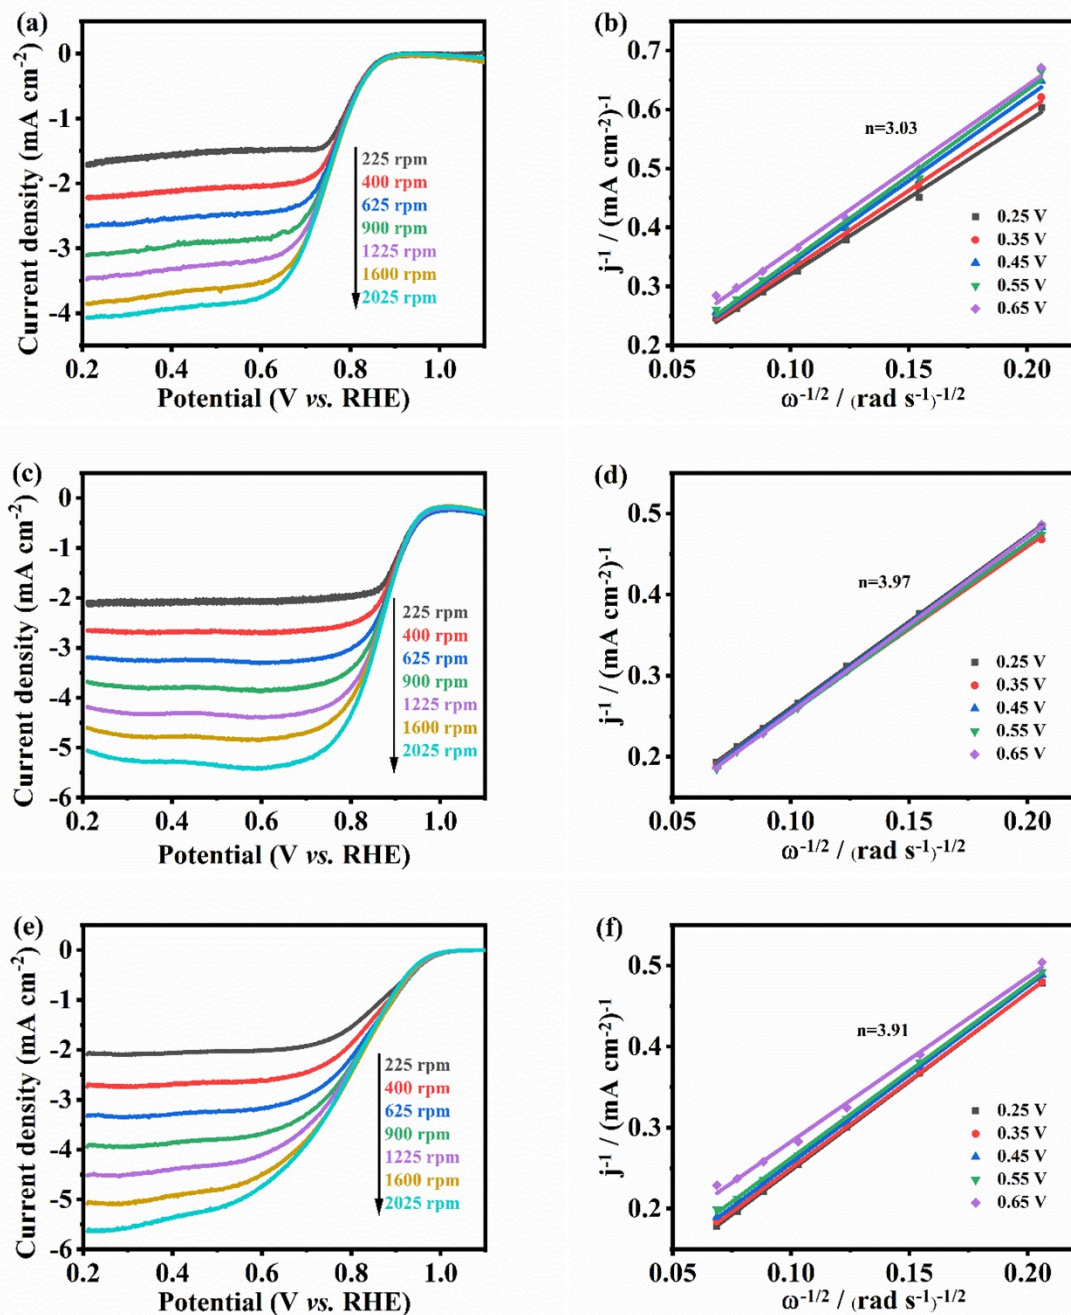 (a)
0
-1
-2
-3
-4
Current density (mA cm⁻²)
225 rpm
400 rpm
625 rpm
900 rpm
1225 rpm
1600 rpm
2025 rpm
0.2 0.4 0.6 0.8 1.0
Potential (V vs. RHE)
(b)
0.7
0.6
0.5
0.4
0.3
0.2
j⁻¹ / (mA cm⁻²)⁻¹
n=3.03
0.25 V
0.35 V
0.45 V
0.55 V
0.65 V
0.05 0.10 0.15 0.20
ω⁻¹/² / (rad s⁻¹)⁻¹/²
(c)
0
-1
-2
-3
-4
-5
-6
Current density (mA cm⁻²)
225 rpm
400 rpm
625 rpm
900 rpm
1225 rpm
1600 rpm
2025 rpm
0.2 0.4 0.6 0.8 1.0
Potential (V vs. RHE)
(d)
0.5
0.4
0.3
0.2
j⁻¹ / (mA cm⁻²)⁻¹
n=3.97
0.25 V
0.35 V
0.45 V
0.55 V
0.65 V
0.05 0.10 0.15 0.20
ω⁻¹/² / (rad s⁻¹)⁻¹/²
(e)
0
-1
-2
-3
-4
-5
-6
Current density (mA cm⁻²)
225 rpm
400 rpm
625 rpm
900 rpm
1225 rpm
1600 rpm
2025 rpm
0.2 0.4 0.6 0.8 1.0
Potential (V vs. RHE)
(f)
0.5
0.4
0.3
0.2
j⁻¹ / (mA cm⁻²)⁻¹
n=3.91
0.25 V
0.35 V
0.45 V
0.55 V
0.65 V
0.05 0.10 0.15 0.20
ω⁻¹/² / (rad s⁻¹)⁻¹/²